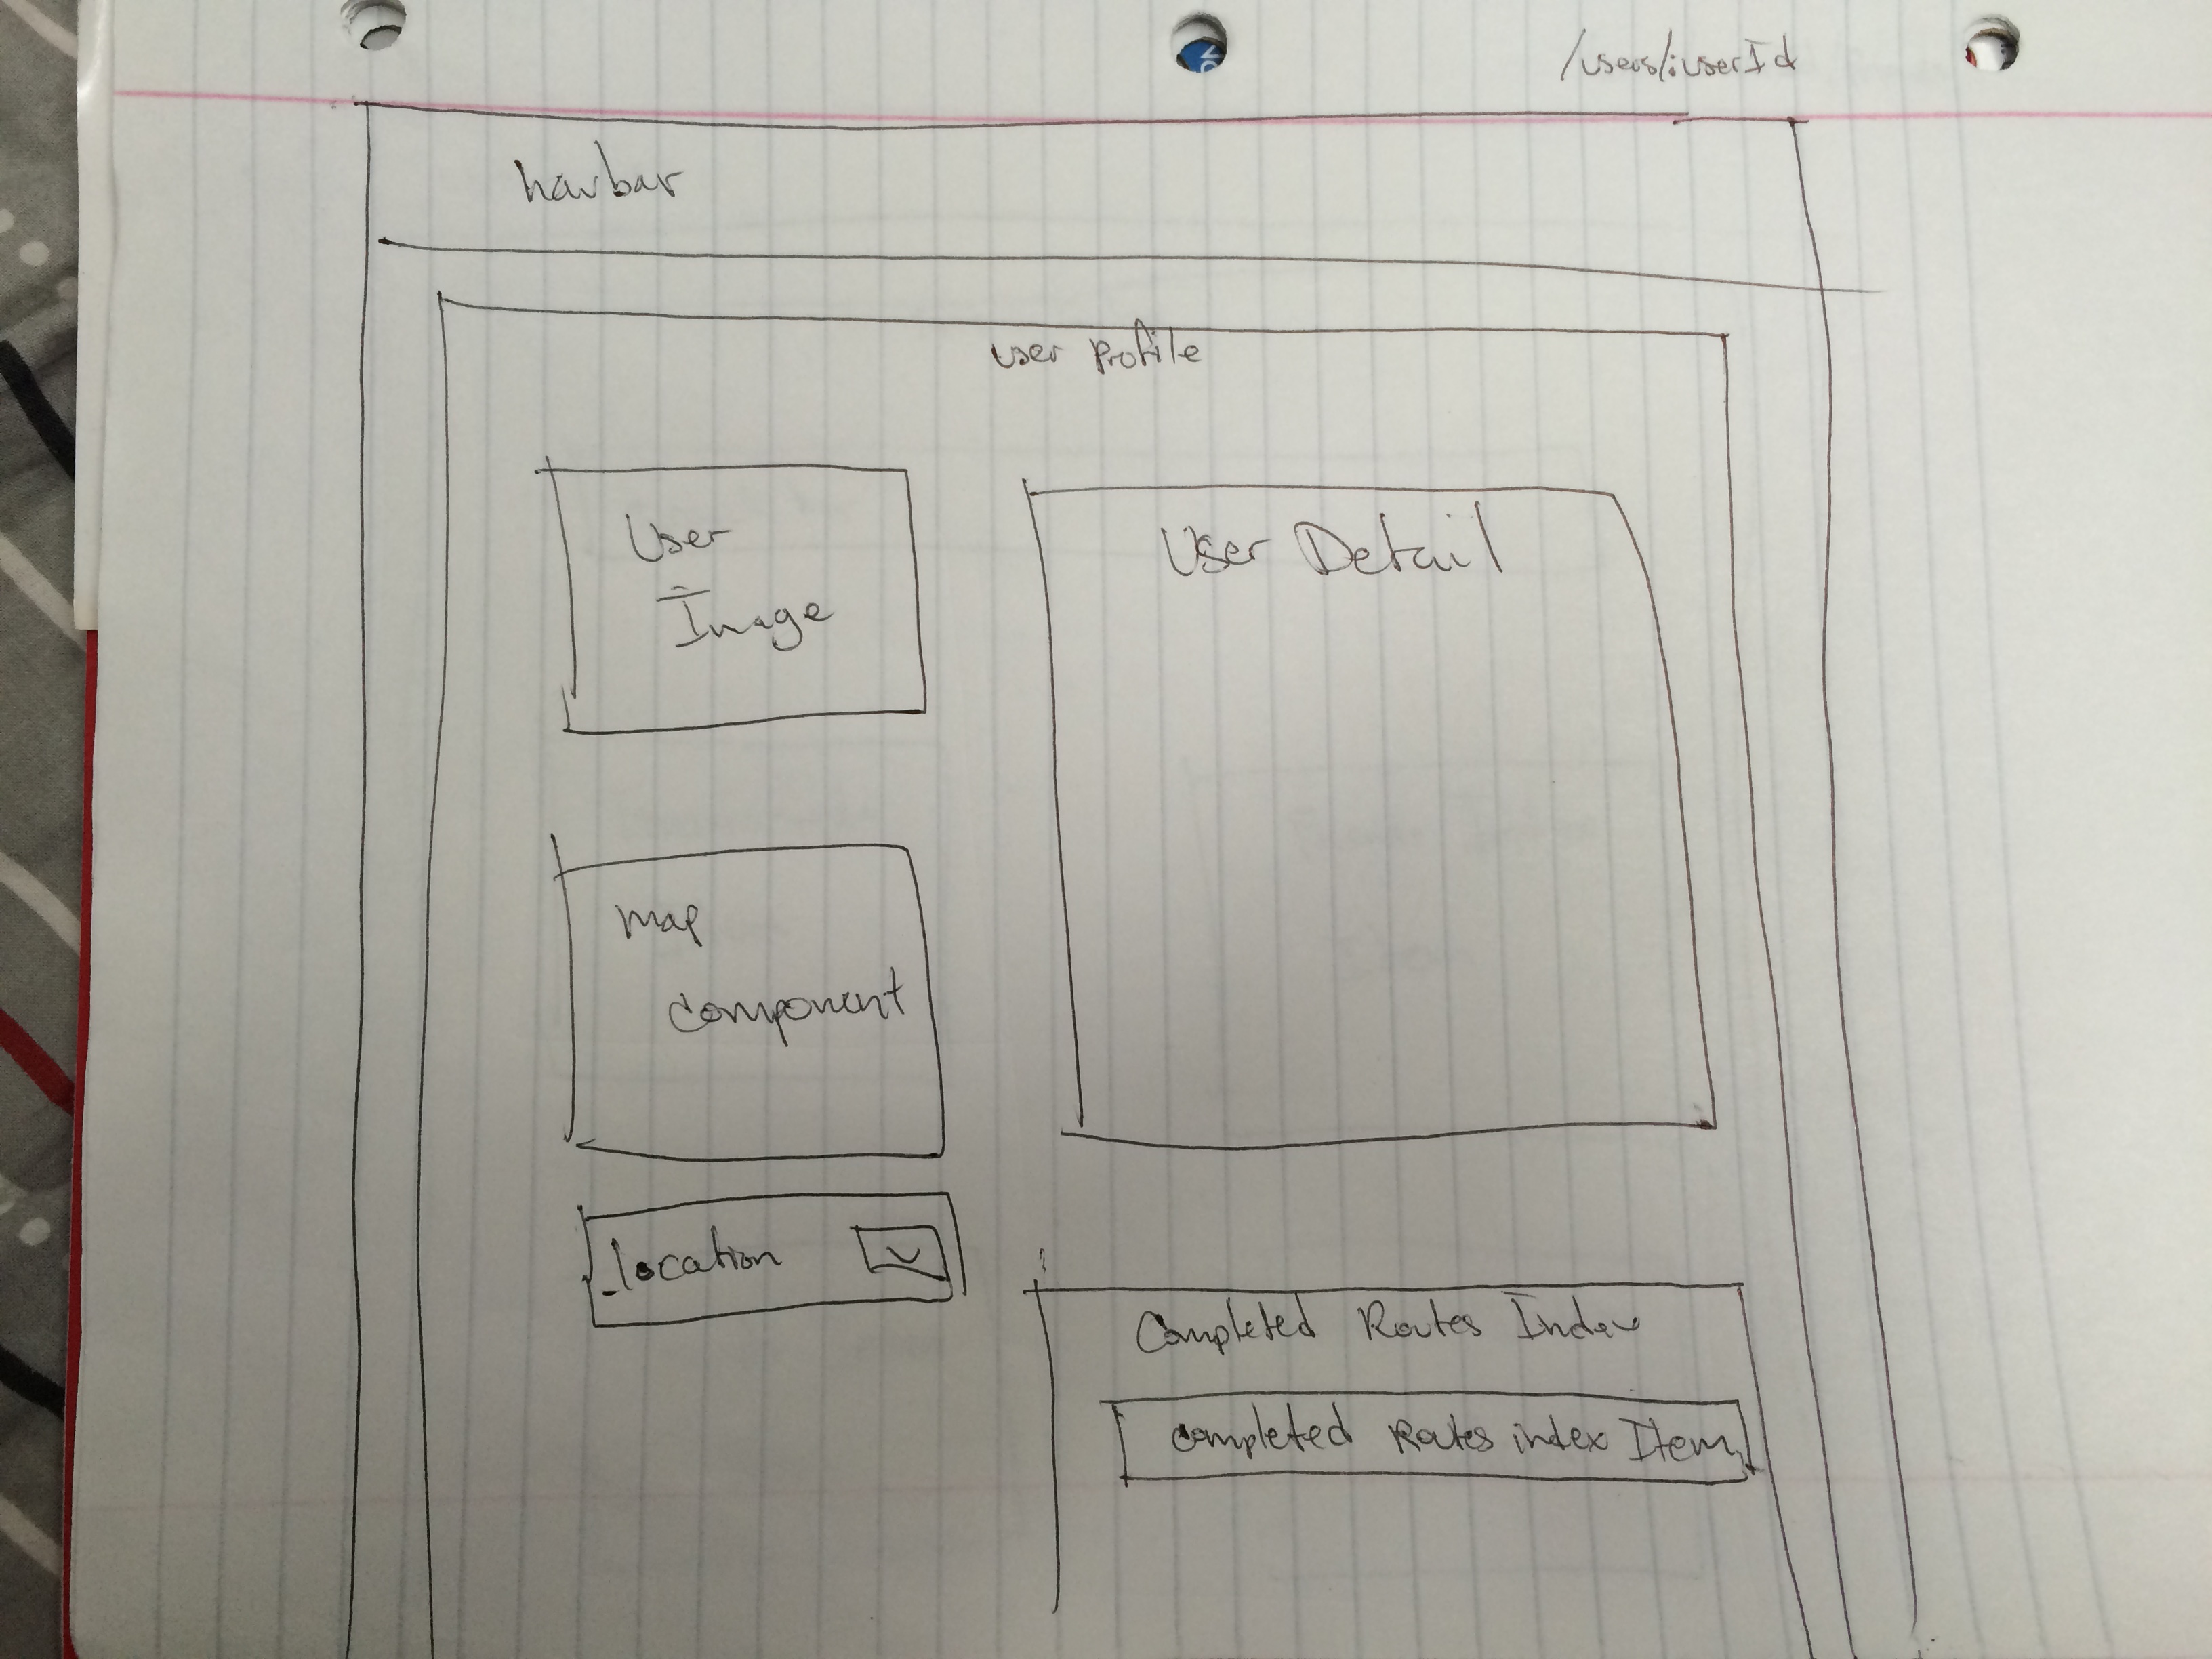 /users/:userId
navbar
user profile
User
Image
User Detail
map
component
location
Completed Routes Index
completed routes index Item